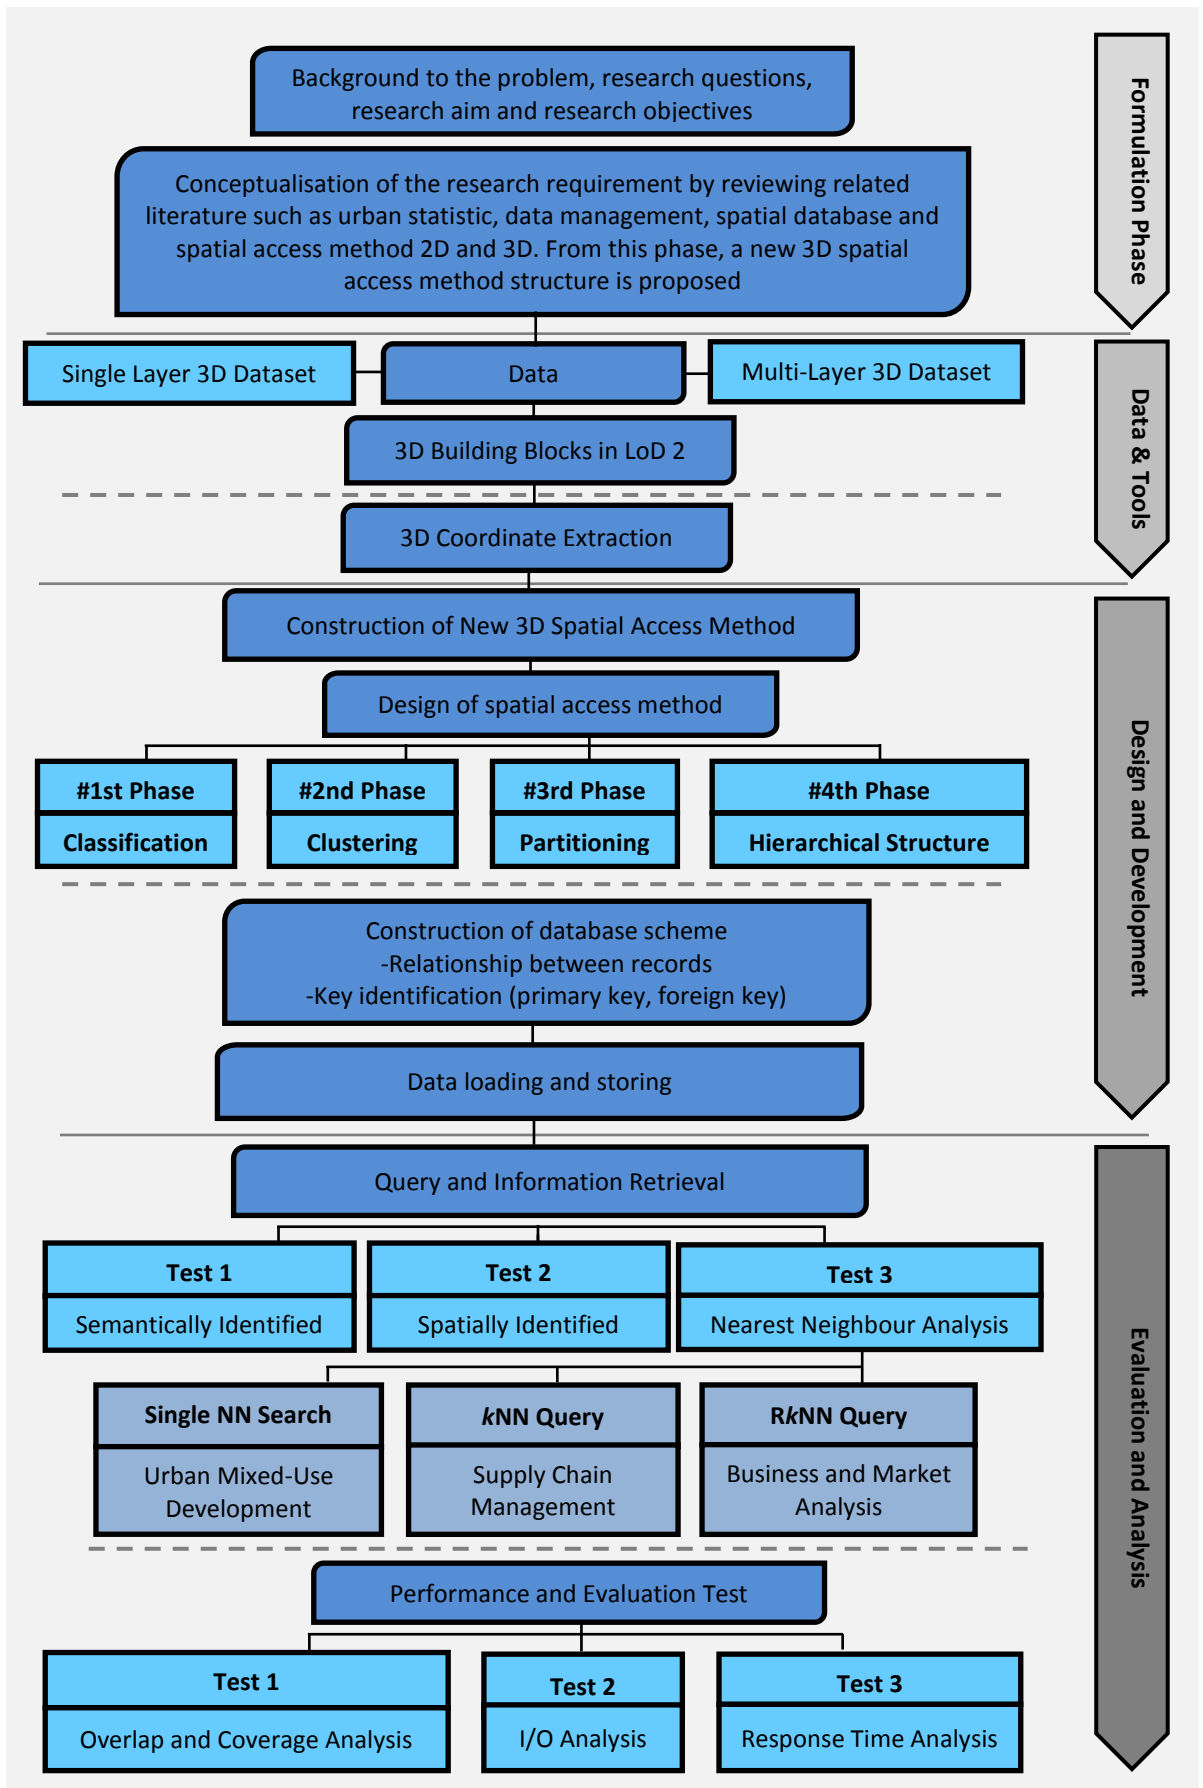 Background to the problem, research questions,
research aim and research objectives
Formulation Phase
Conceptualisation of the research requirement by reviewing related
literature such as urban statistic, data management, spatial database and
spatial access method 2D and 3D. From this phase, a new 3D spatial
access method structure is proposed
Single Layer 3D Dataset
Data
Multi-Layer 3D Dataset
Data & Tools
3D Building Blocks in LoD 2
3D Coordinate Extraction
Construction of New 3D Spatial Access Method
Design of spatial access method
Design and Development
#1st Phase
#2nd Phase
#3rd Phase
#4th Phase
Classification
Clustering
Partitioning
Hierarchical Structure
Construction of database scheme
-Relationship between records
-Key identification (primary key, foreign key)
Data loading and storing
Query and Information Retrieval
Test 1
Test 2
Test 3
Semantically Identified
Spatially Identified
Nearest Neighbour Analysis
Evaluation and Analysis
Single NN Search
kNN Query
RkNN Query
Urban Mixed-Use
Development
Supply Chain
Management
Business and Market
Analysis
Performance and Evaluation Test
Test 1
Test 2
Test 3
Overlap and Coverage Analysis
I/O Analysis
Response Time Analysis